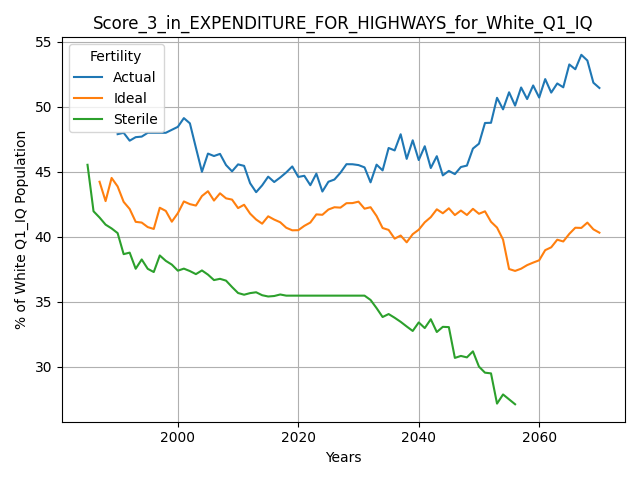 Score_3_in_EXPENDITURE_FOR_HIGHWAYS_for_White_Q1_IQ
Fertility
Actual
Ideal
Sterile
55
50
45
40
35
30
% of White Q1_IQ Population
2000
2020
2040
2060
Years